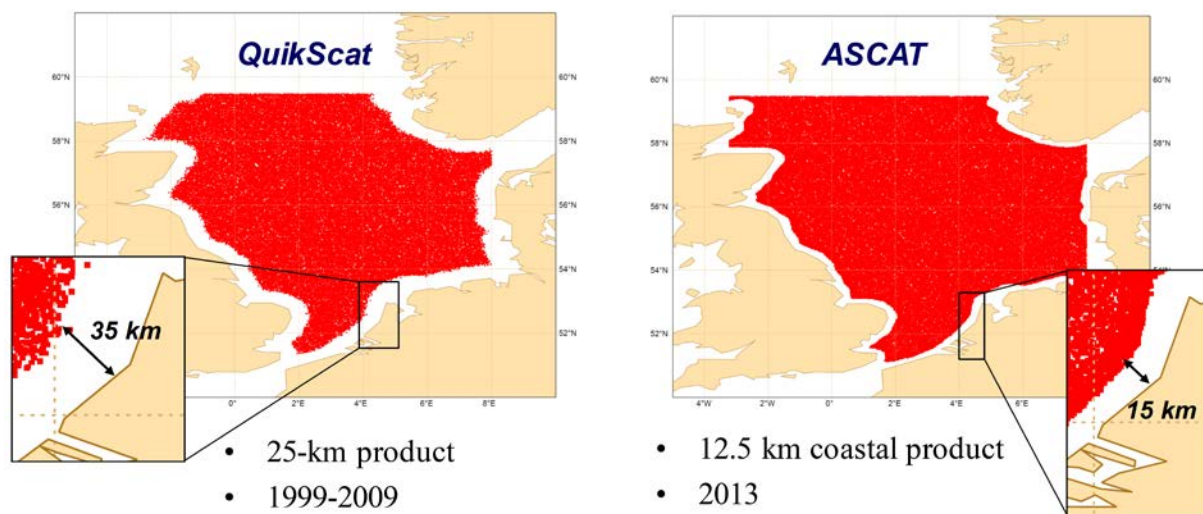 QuikScat
60°N
60°N
58°N
58°N
56°N
56°N
54°N
52°N
35 km
0°
2°E
4°E
6°E
8°E
• 25-km product
• 1999-2009
ASCAT
60°N
60°N
58°N
58°N
56°N
56°N
54°N
54°N
52°N
15 km
4°W
2°W
0°
2°E
4°E
6°E
• 12.5 km coastal product
• 2013